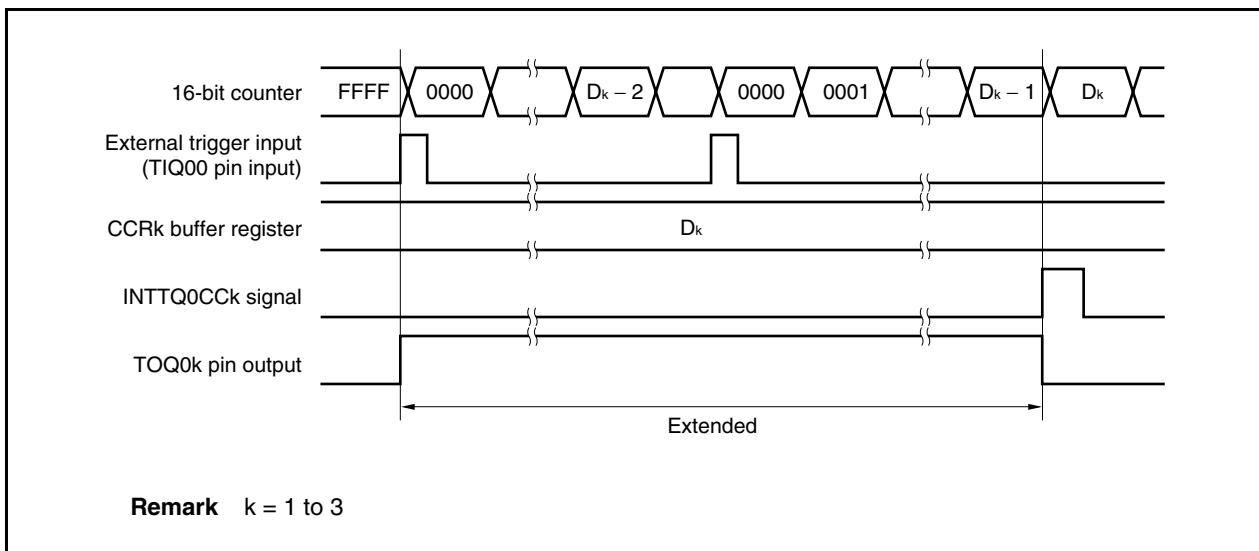 16-bit counter FFFF 0000 Dk − 2 0000 0001 Dk − 1 Dk
External trigger input
(TIQ00 pin input)
CCRk buffer register Dk
INTTQ0CCk signal
TOQ0k pin output
Extended
Remark k = 1 to 3